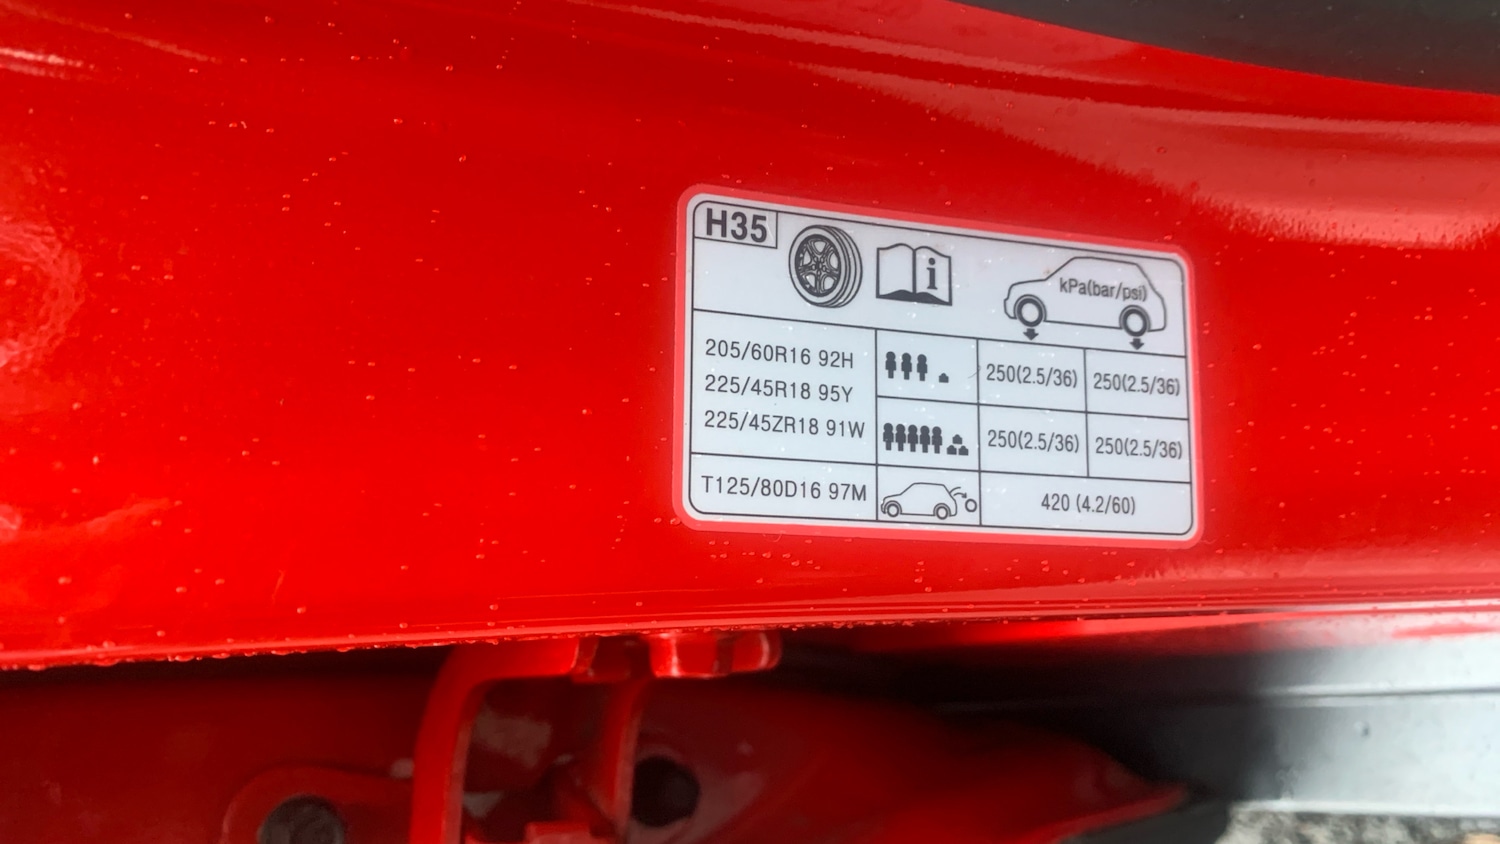 H35
i
kPa(bar/psi)
205/60R16 92H
225/45R18 95Y
225/45ZR18 91W
250(2.5/36) 250(2.5/36)
250(2.5/36) 250(2.5/36)
T125/80D16 97M
420 (4.2/60)